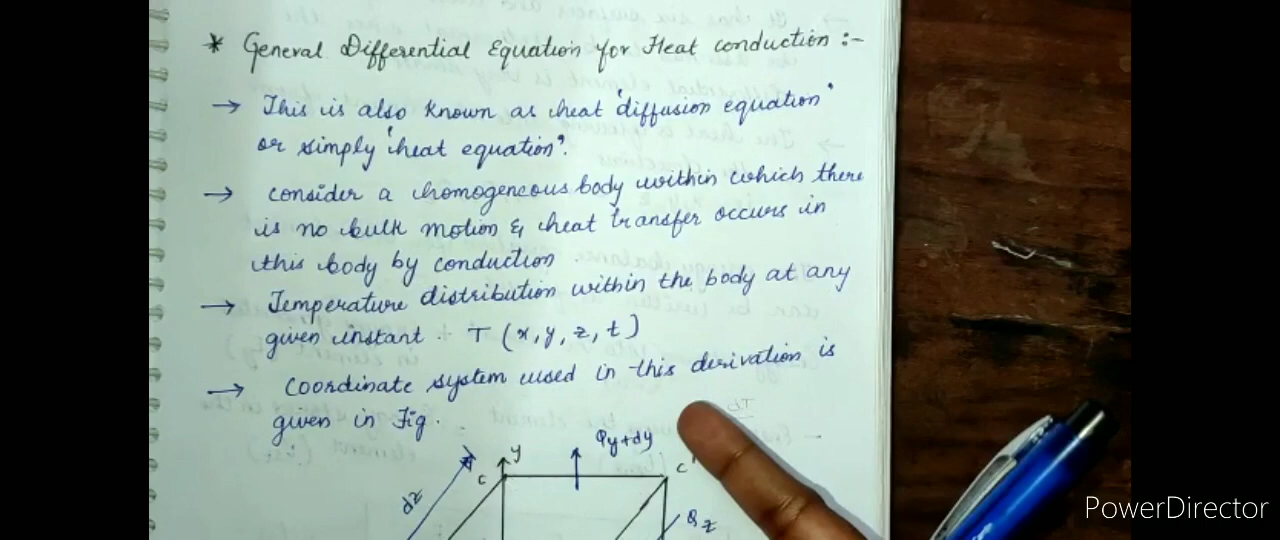 * General Differential Equation for Heat conduction :-
→ This is also known as heat 'diffusion equation'
or simply 'heat equation'.
→ consider a homogeneous body within which there
is no bulk motion & heat transfer occurs in
this body by conduction.
→ Temperature distribution within the body at any
given instant. T (x, y, z, t)
→ Coordinate system used in this derivation is
given in Fig.
y
Qy+dy
c
c'
dz
Qz
PowerDirector